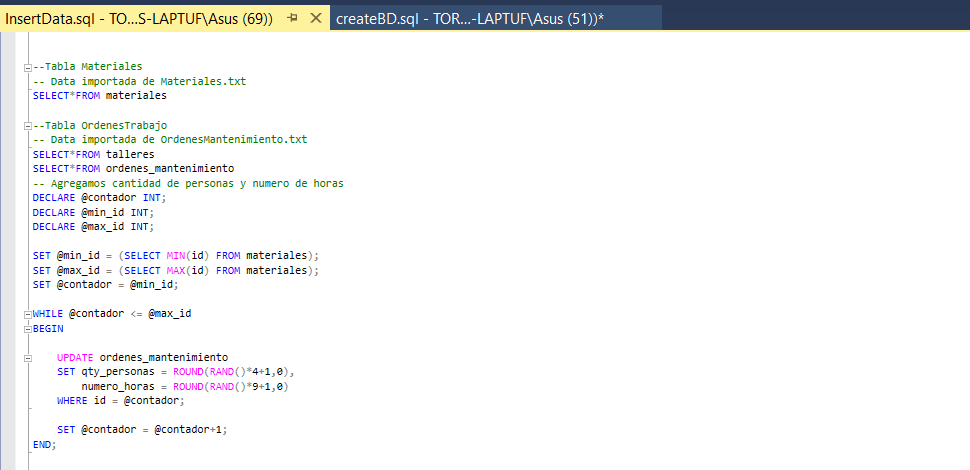 InsertData.sql - TO...S-LAPTUF\Asus (69)) createBD.sql - TOR...-LAPTUF\Asus (51))*
--Tabla Materiales
-- Data importada de Materiales.txt
SELECT*FROM materiales
--Tabla OrdenesTrabajo
-- Data importada de OrdenesMantenimiento.txt
SELECT*FROM talleres
SELECT*FROM ordenes_mantenimiento
-- Agregamos cantidad de personas y numero de horas
DECLARE @contador INT;
DECLARE @min_id INT;
DECLARE @max_id INT;
SET @min_id = (SELECT MIN(id) FROM materiales);
SET @max_id = (SELECT MAX(id) FROM materiales);
SET @contador = @min_id;
WHILE @contador <= @max_id
BEGIN
UPDATE ordenes_mantenimiento
SET qty_personas = ROUND(RAND()*4+1,0),
numero_horas = ROUND(RAND()*9+1,0)
WHERE id = @contador;
SET @contador = @contador+1;
END;